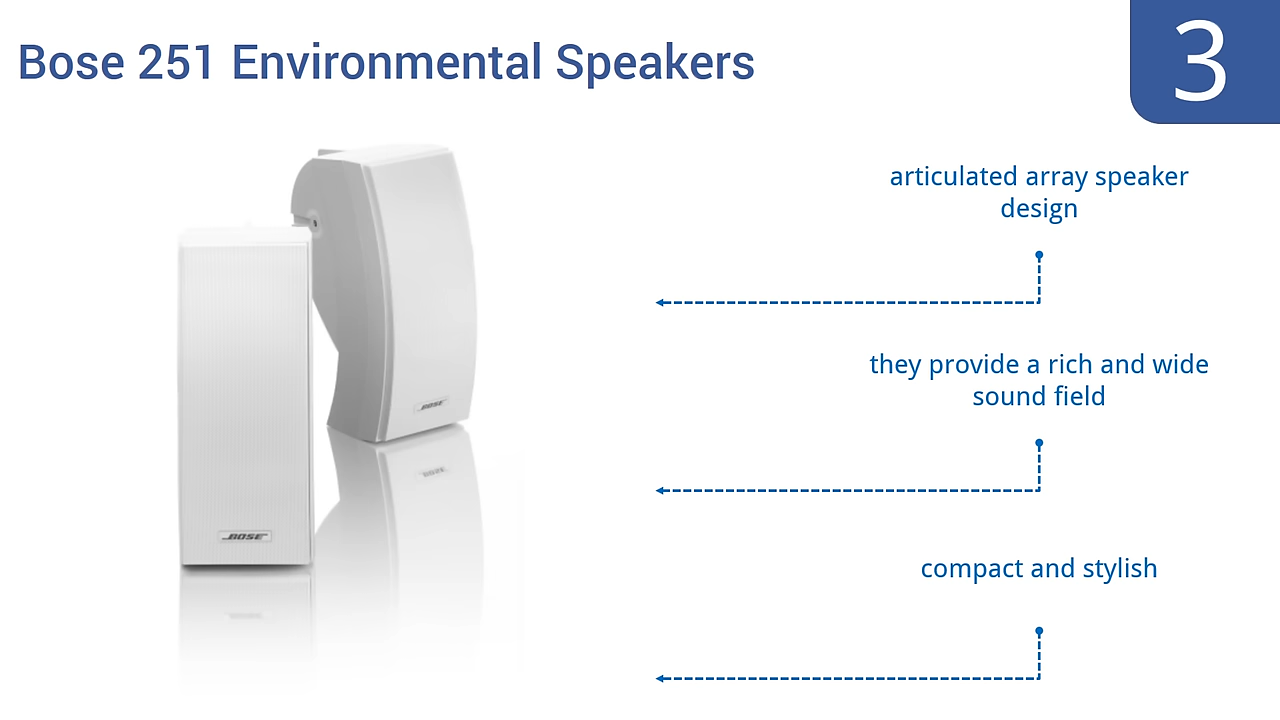 Bose 251 Environmental Speakers
3
articulated array speaker
design
they provide a rich and wide
sound field
compact and stylish
BOSE
BOSE